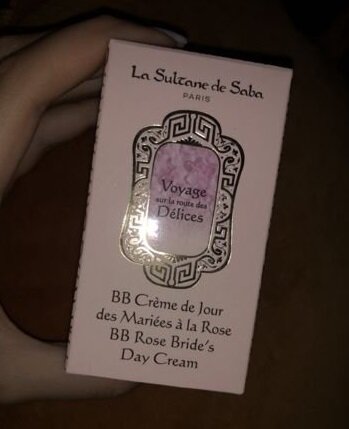 La Sultane de Saba
PARIS
Voyage
sur la route des
Délices
BB Crème de Jour
des Mariées à la Rose
BB Rose Bride's
Day Cream